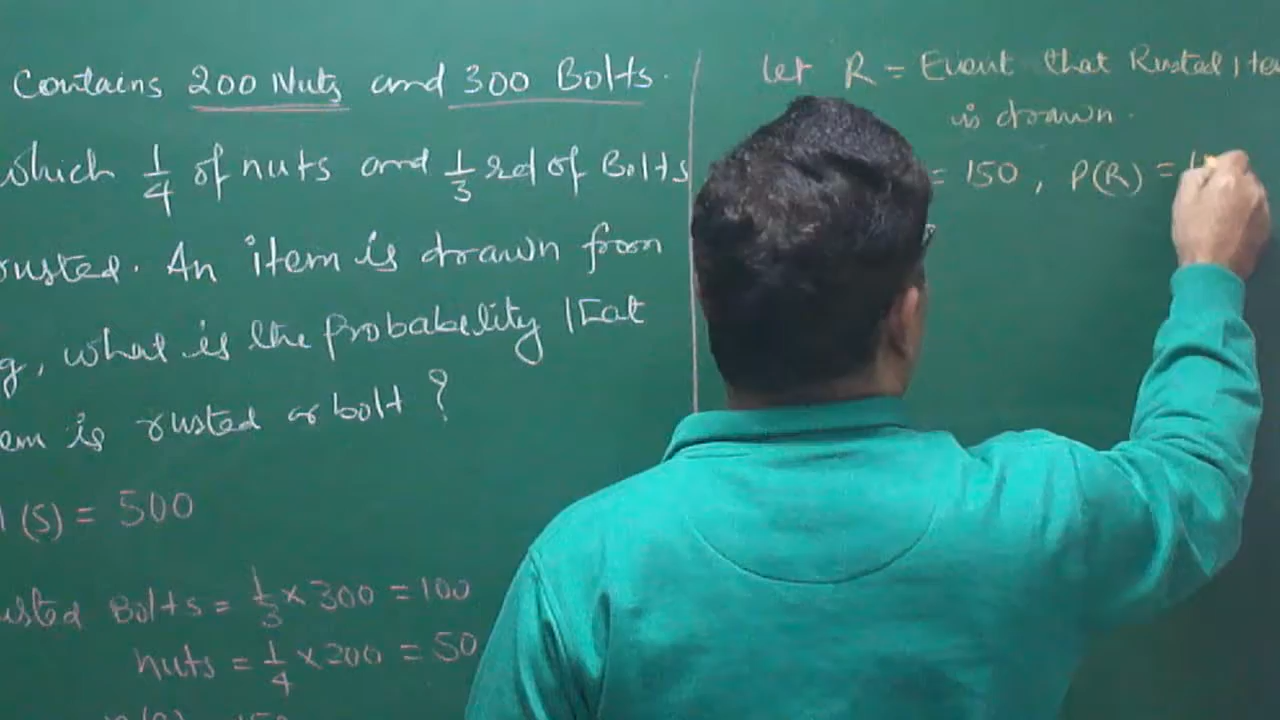 Contains 200 Nuts and 300 Bolts.
which 1/4 of nuts and 1/3 rd of Bolts
rusted. An item is drawn from
g, what is the Probability that
em is rusted or bolt ?
(S) = 500
usted Bolts = 1/3 × 300 = 100
nuts = 1/4 × 200 = 50
let R = Event that Rusted ite
is drawn.
= 150, P(R) =